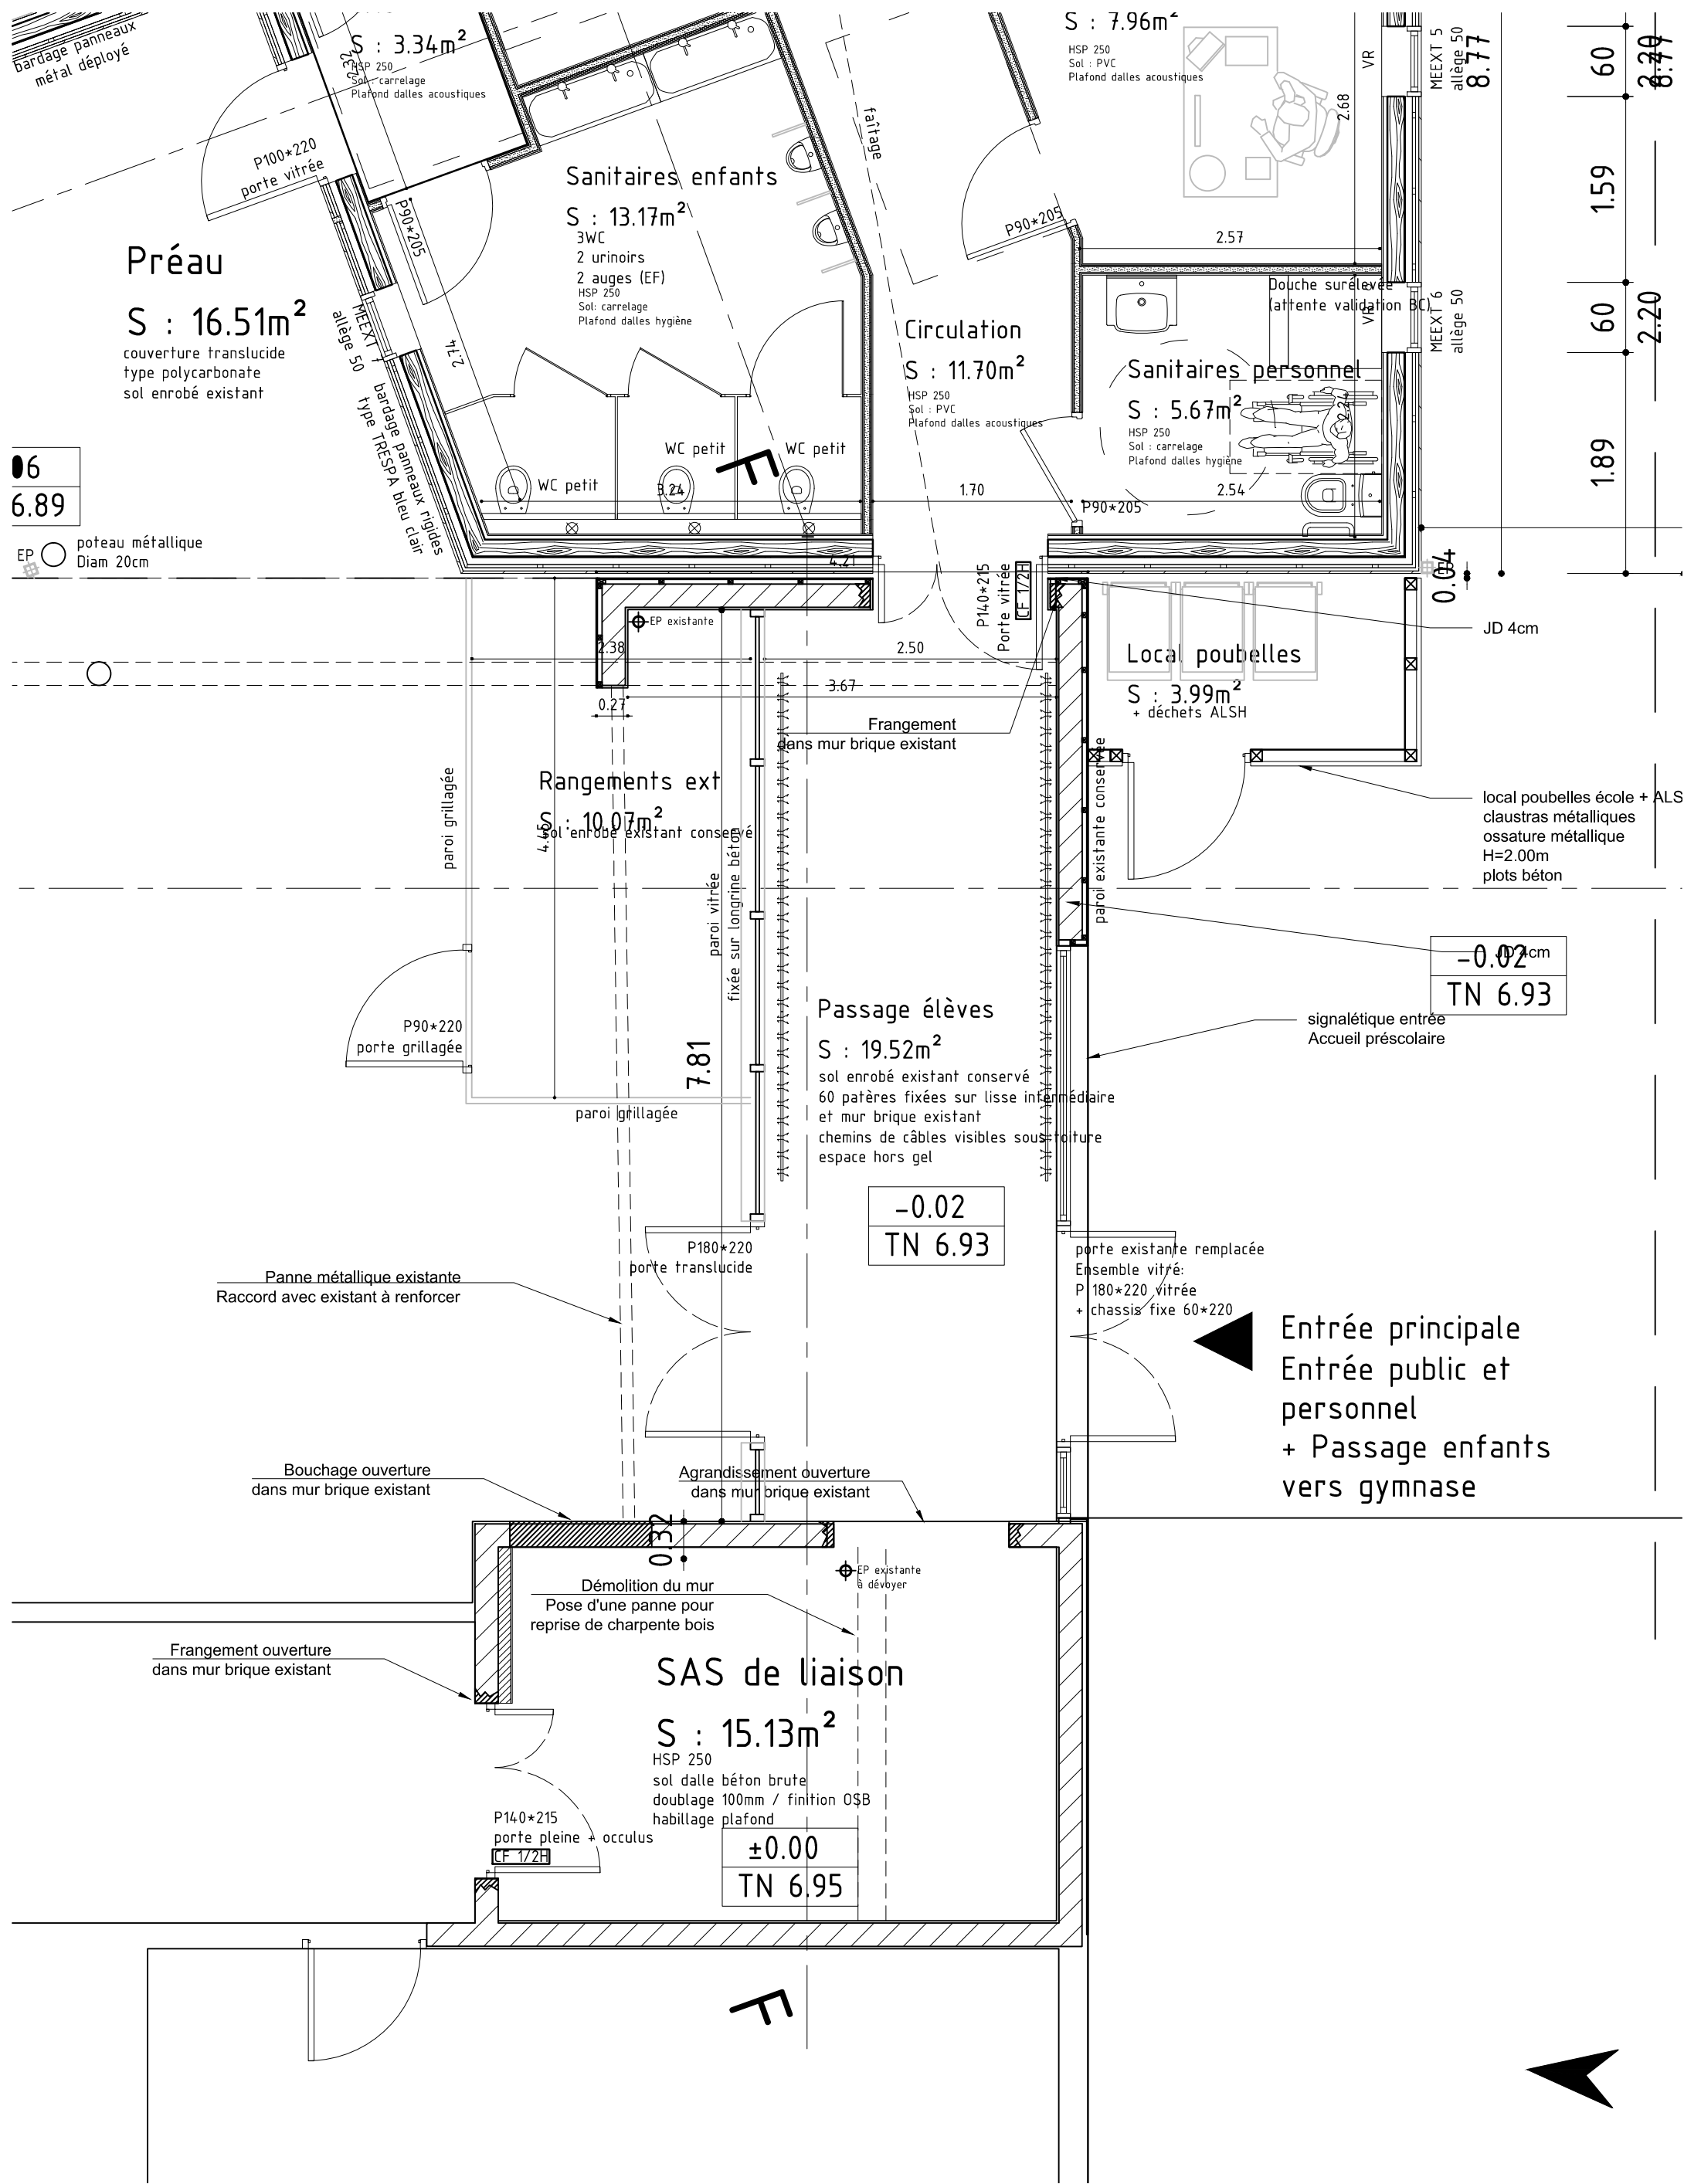 bardage panneaux
métal déployé
S : 3.34m²
HSP 250
Sol : carrelage
Plafond dalles acoustiques
2.32
P100*220
porte vitrée
P90*205
Préau
S : 16.51m²
couverture translucide
type polycarbonate
sol enrobé existant
6.89
EP
poteau métallique
Diam 20cm
allège 50
bardage panneaux rigides
type TRESPA bleu clair
2.74
Sanitaires enfants
S : 13.17m²
3WC
2 urinoirs
2 auges (EF)
HSP 250
Sol: carrelage
Plafond dalles hygiène
WC petit
WC petit
WC petit
3.24
F
4.21
faîtage
S : 7.96m²
HSP 250
Sol : PVC
Plafond dalles acoustiques
2.68
VR
P90*205
2.57
MEEXT 5
allège 50
8.77
60
1.59
60
2.20
1.89
Circulation
S : 11.70m²
HSP 250
Sol : PVC
Plafond dalles acoustiques
1.70
Douche surélevée
(attente validation BC)
VR
MEEXT 6
allège 50
Sanitaires personnel
S : 5.67m²
HSP 250
Sol : carrelage
Plafond dalles hygiène
2.24
2.54
P90*205
P140*215
Porte vitrée
CF 1/2H
0.04
JD 4cm
EP existante
2.38
2.50
3.67
0.27
Frangement
dans mur brique existant
Local poubelles
S : 3.99m²
+ déchets ALSH
local poubelles école + ALS
claustras métalliques
ossature métallique
H=2.00m
plots béton
paroi existante conservée
Rangements ext
S : 10.07m²
sol enrobé existant conservé
4.45
paroi grillagée
paroi vitrée
fixée sur longrine béton
P90*220
porte grillagée
paroi grillagée
7.81
Passage élèves
S : 19.52m²
sol enrobé existant conservé
60 patères fixées sur lisse intermédiaire
et mur brique existant
chemins de câbles visibles sous toiture
espace hors gel
-0.02
TN 6.93
JD 4cm
-0.02
TN 6.93
signalétique entrée
Accueil préscolaire
P180*220
porte translucide
porte existante remplacée
Ensemble vitré:
P 180*220 vitrée
+ chassis fixe 60*220
Entrée principale
Entrée public et
personnel
+ Passage enfants
vers gymnase
Panne métallique existante
Raccord avec existant à renforcer
Bouchage ouverture
dans mur brique existant
Agrandissement ouverture
dans mur brique existant
0.32
EP existante
à dévoyer
Démolition du mur
Pose d'une panne pour
reprise de charpente bois
Frangement ouverture
dans mur brique existant
SAS de liaison
S : 15.13m²
HSP 250
sol dalle béton brute
doublage 100mm / finition OSB
habillage plafond
P140*215
porte pleine + occulus
CF 1/2H
±0.00
TN 6.95
F